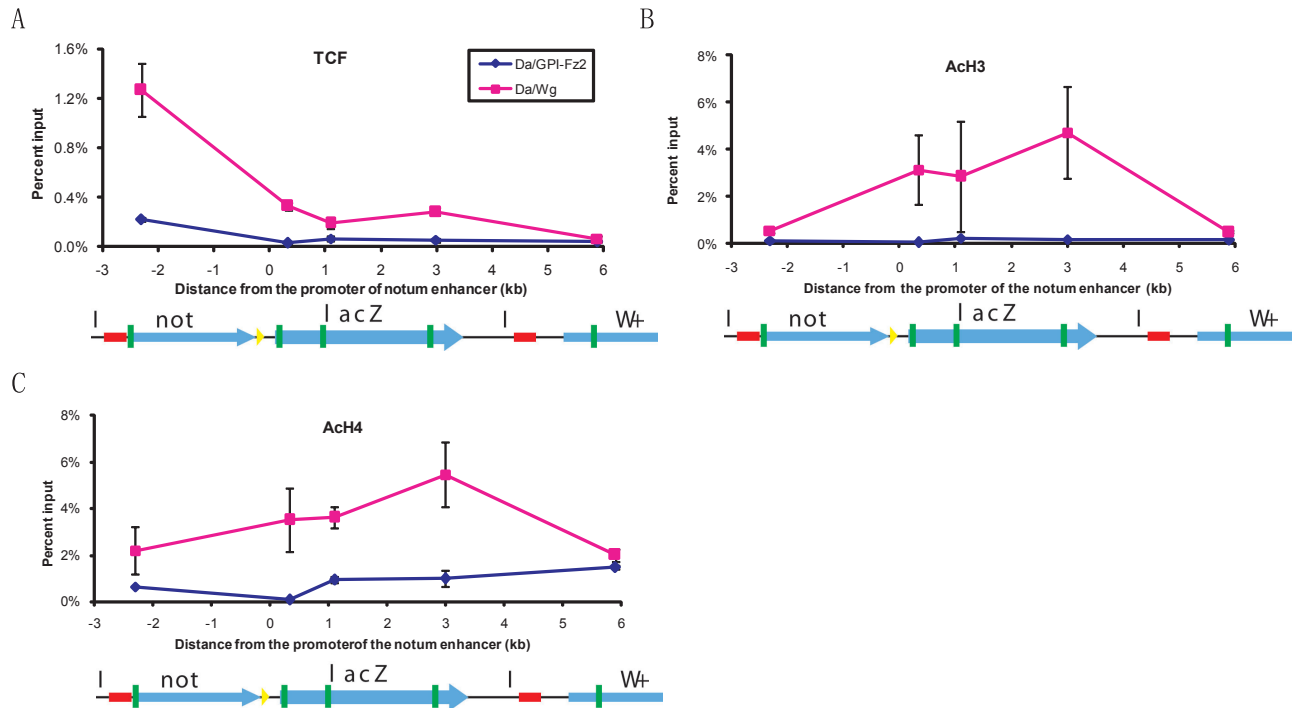 A
TCF
Da/GPI-Fz2
Da/Wg
1.6%
1.2%
0.8%
0.4%
0.0%
Percent input
-3 -2 -1 0 1 2 3 4 5 6
Distance from the promoter of notum enhancer (kb)
I not l acZ I W+
B
AcH3
8%
6%
4%
2%
0%
Percent input
-3 -2 -1 0 1 2 3 4 5 6
Distance from the promoter of the notum enhancer (kb)
I not l acZ I W+
C
AcH4
8%
6%
4%
2%
0%
Percent input
-3 -2 -1 0 1 2 3 4 5 6
Distance from the promoterof the notum enhancer (kb)
I not l acZ I W+